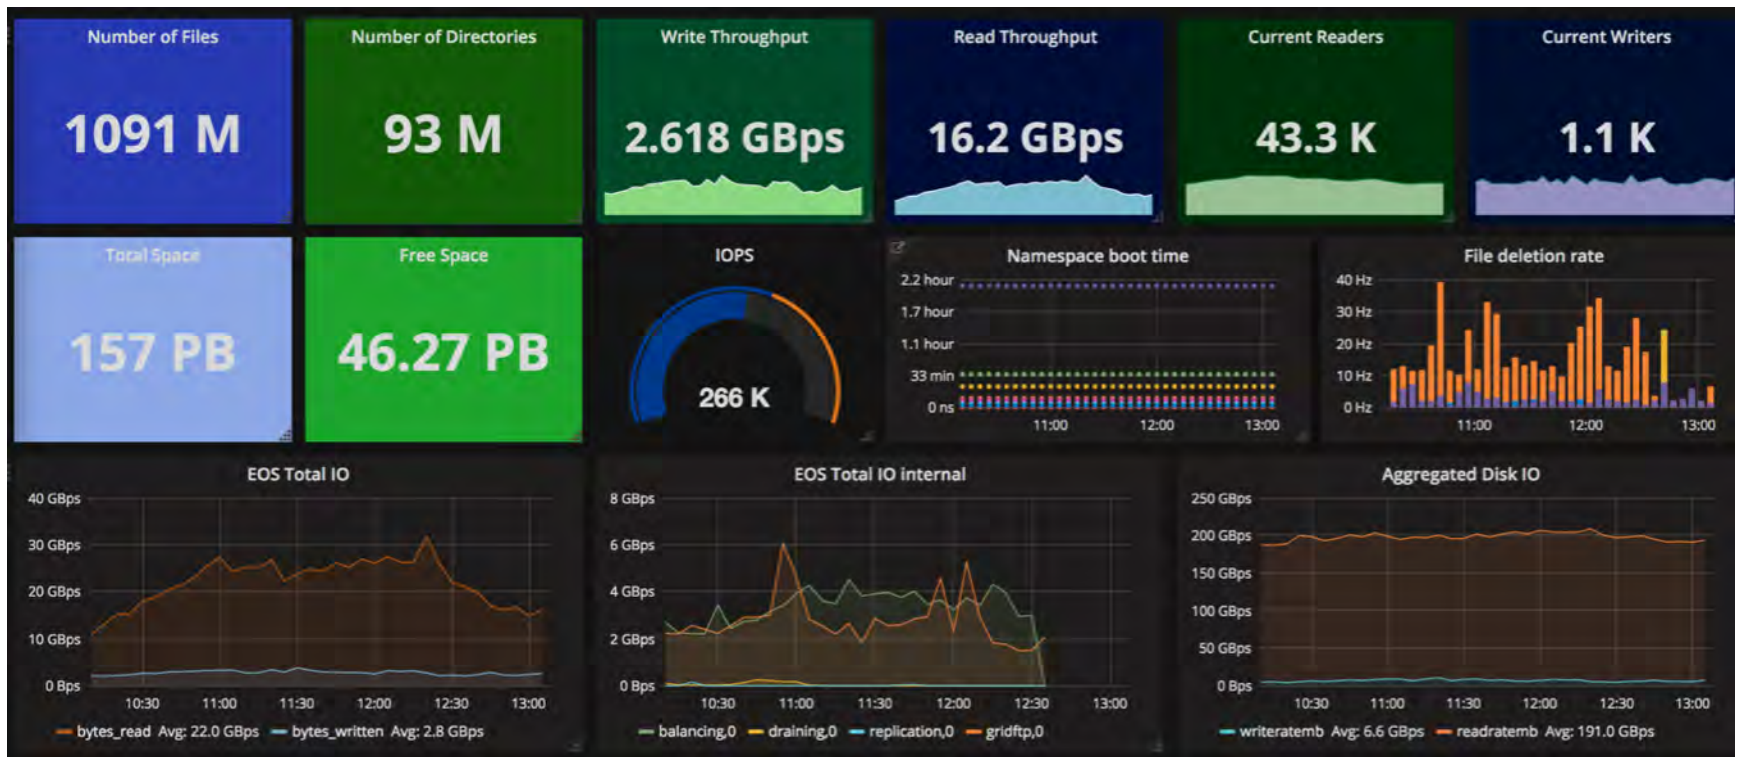 Number of Files
1091 M
Number of Directories
93 M
Write Throughput
2.618 GBps
Read Throughput
16.2 GBps
Current Readers
43.3 K
Current Writers
1.1 K
Total Space
157 PB
Free Space
46.27 PB
IOPS
266 K
Namespace boot time
2.2 hour
1.7 hour
1.1 hour
33 min
0 ns
11:00 12:00 13:00
File deletion rate
40 Hz
30 Hz
20 Hz
10 Hz
0 Hz
11:00 12:00 13:00
EOS Total IO
40 GBps
30 GBps
20 GBps
10 GBps
0 Bps
10:30 11:00 11:30 12:00 12:30 13:00
bytes_read Avg: 22.0 GBps bytes_written Avg: 2.8 GBps
EOS Total IO internal
8 GBps
6 GBps
4 GBps
2 GBps
0 Bps
10:30 11:00 11:30 12:00 12:30 13:00
balancing,0 draining,0 replication,0 gridftp,0
Aggregated Disk IO
250 GBps
200 GBps
150 GBps
100 GBps
50 GBps
0 Bps
10:30 11:00 11:30 12:00 12:30 13:00
writeratemb Avg: 6.6 GBps readratemb Avg: 191.0 GBps